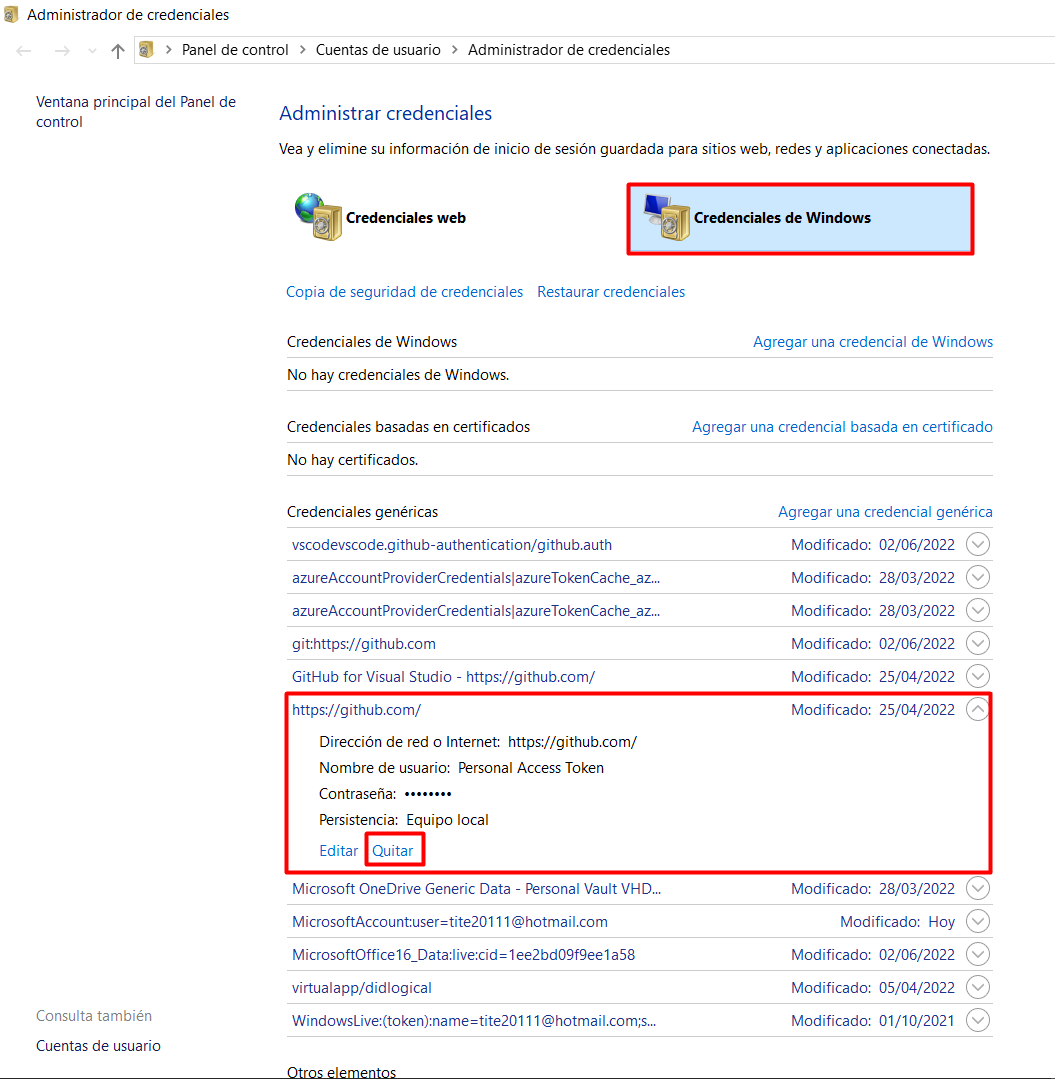 Administrador de credenciales
Panel de control > Cuentas de usuario > Administrador de credenciales
Ventana principal del Panel de
control
Administrar credenciales
Vea y elimine su información de inicio de sesión guardada para sitios web, redes y aplicaciones conectadas.
Credenciales web
Credenciales de Windows
Copia de seguridad de credenciales Restaurar credenciales
Credenciales de Windows Agregar una credencial de Windows
No hay credenciales de Windows.
Credenciales basadas en certificados Agregar una credencial basada en certificado
No hay certificados.
Credenciales genéricas Agregar una credencial genérica
vscodevscode.github-authentication/github.auth Modificado: 02/06/2022
azureAccountProviderCredentials|azureTokenCache_az... Modificado: 28/03/2022
azureAccountProviderCredentials|azureTokenCache_az... Modificado: 28/03/2022
git:https://github.com Modificado: 02/06/2022
GitHub for Visual Studio - https://github.com/ Modificado: 25/04/2022
https://github.com/ Modificado: 25/04/2022
Dirección de red o Internet: https://github.com/
Nombre de usuario: Personal Access Token
Contraseña: ••••••••
Persistencia: Equipo local
Editar Quitar
Microsoft OneDrive Generic Data - Personal Vault VHD... Modificado: 28/03/2022
MicrosoftAccount:user=tite20111@hotmail.com Modificado: Hoy
MicrosoftOffice16_Data:live:cid=1ee2bd09f9ee1a58 Modificado: 02/06/2022
virtualapp/didlogical Modificado: 05/04/2022
WindowsLive:(token):name=tite20111@hotmail.com;s... Modificado: 01/10/2021
Consulta también
Cuentas de usuario
Otros elementos